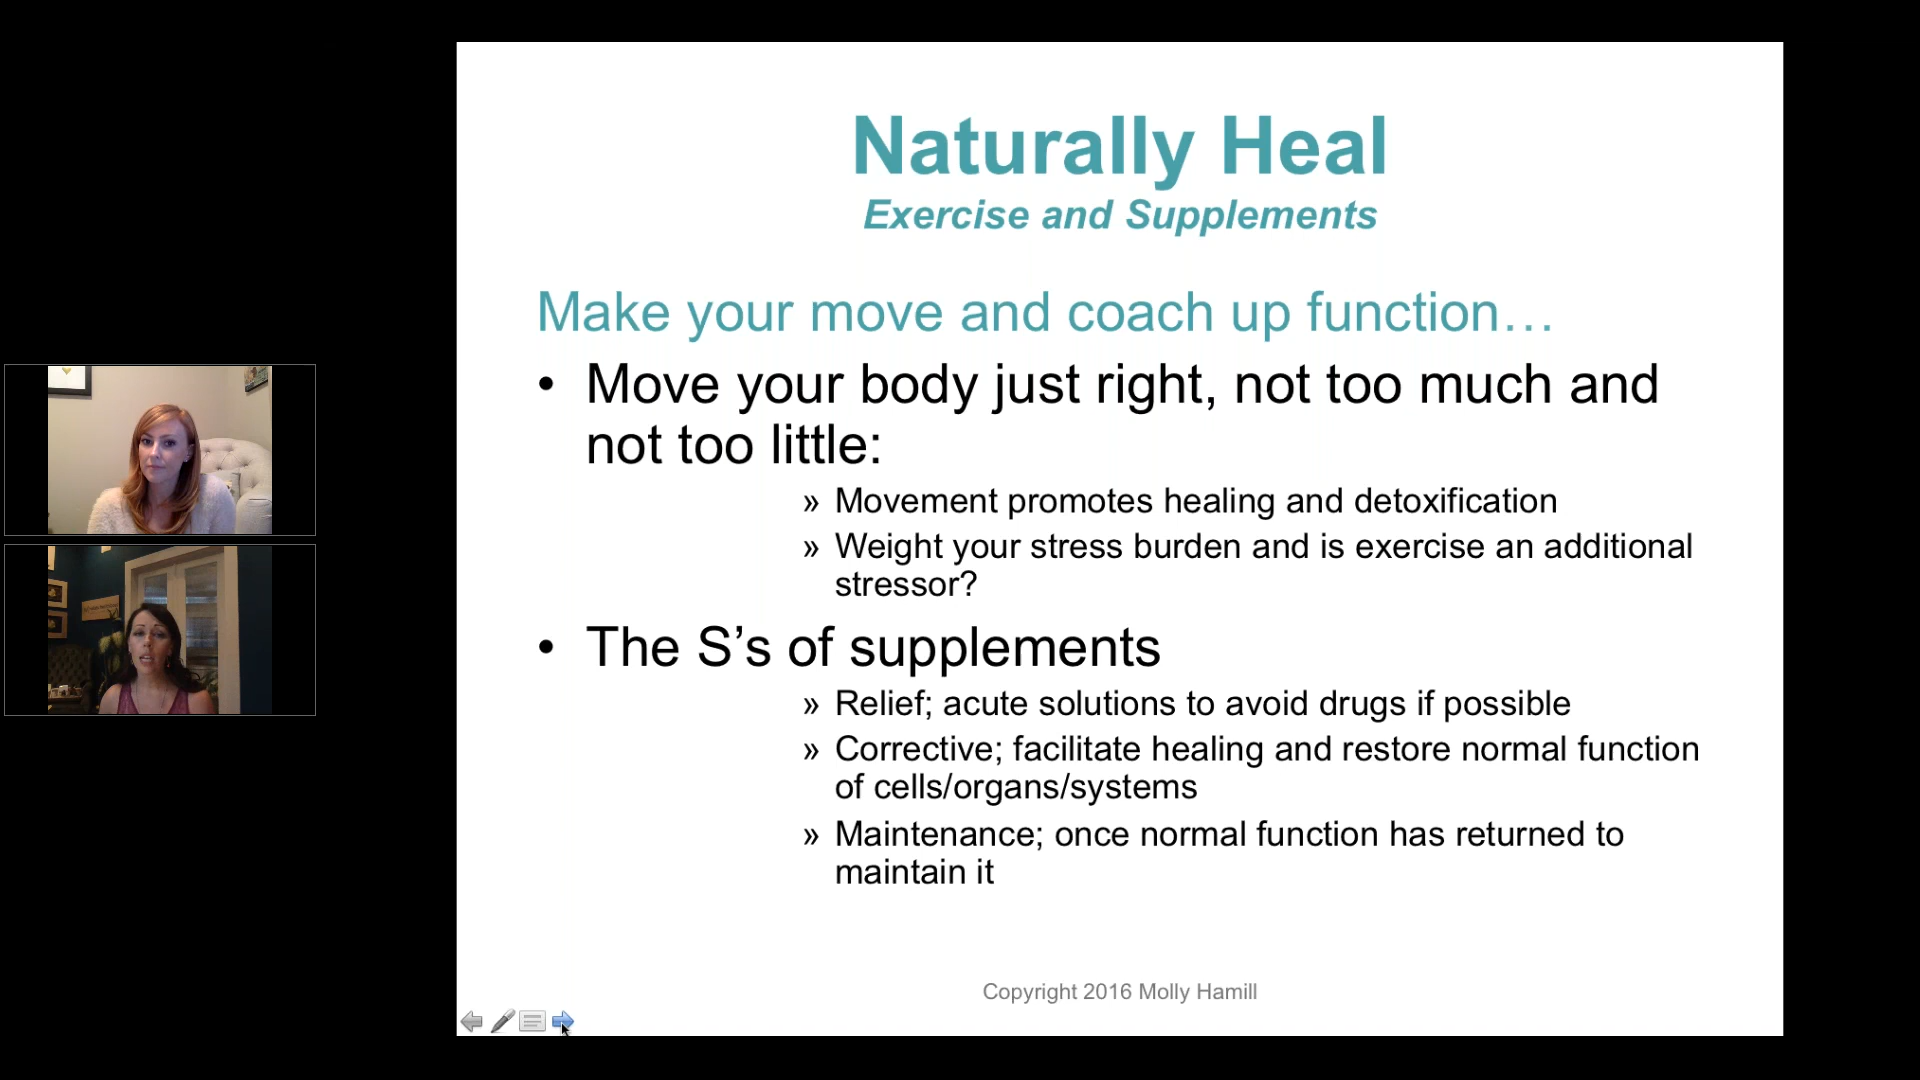 Naturally Heal
Exercise and Supplements
Make your move and coach up function…
• Move your body just right, not too much and
not too little:
» Movement promotes healing and detoxification
» Weight your stress burden and is exercise an additional
stressor?
• The S’s of supplements
» Relief; acute solutions to avoid drugs if possible
» Corrective; facilitate healing and restore normal function
of cells/organs/systems
» Maintenance; once normal function has returned to
maintain it
Copyright 2016 Molly Hamill